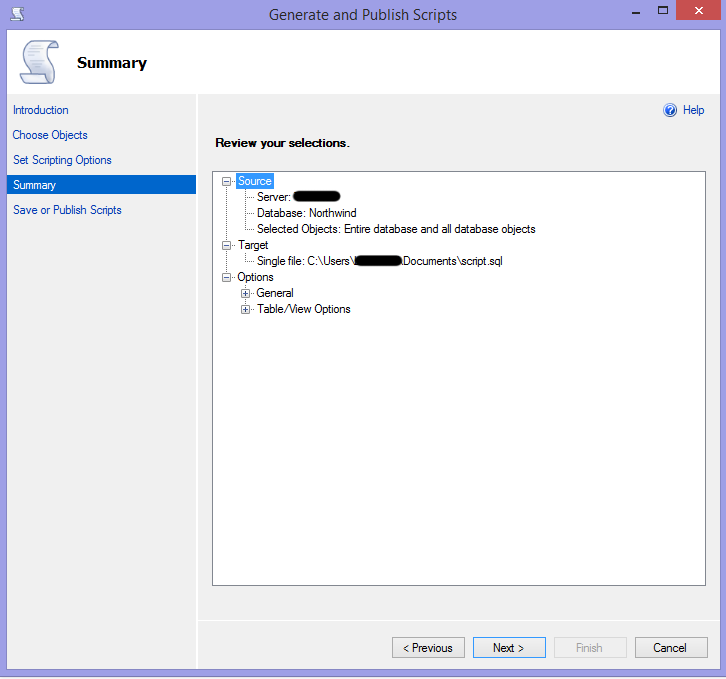 Generate and Publish Scripts
Summary
Introduction
Choose Objects
Set Scripting Options
Summary
Save or Publish Scripts
Help
Review your selections.
Source
Server:
Database: Northwind
Selected Objects: Entire database and all database objects
Target
Single file: C:\Users\ \Documents\script.sql
Options
General
Table/View Options
< Previous
Next >
Finish
Cancel